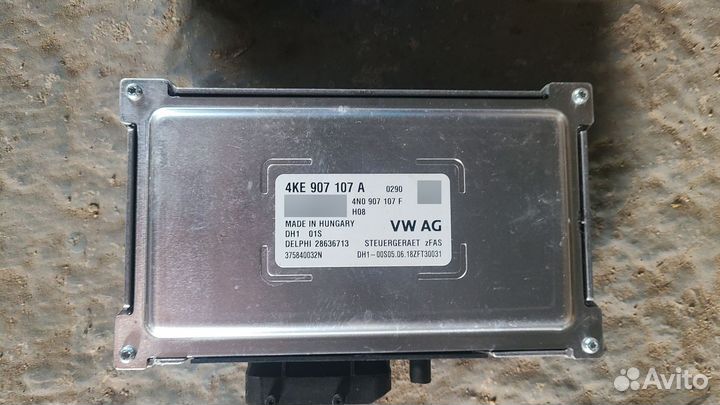 4KE 907 107 A 0290
4N0 907 107 F
H08
MADE IN HUNGARY
VW AG
DH1 01S
DELPHI 28636713 STEUERGERAET zFAS
375840032N DH1-00S05.06.18ZFT30031
Avito